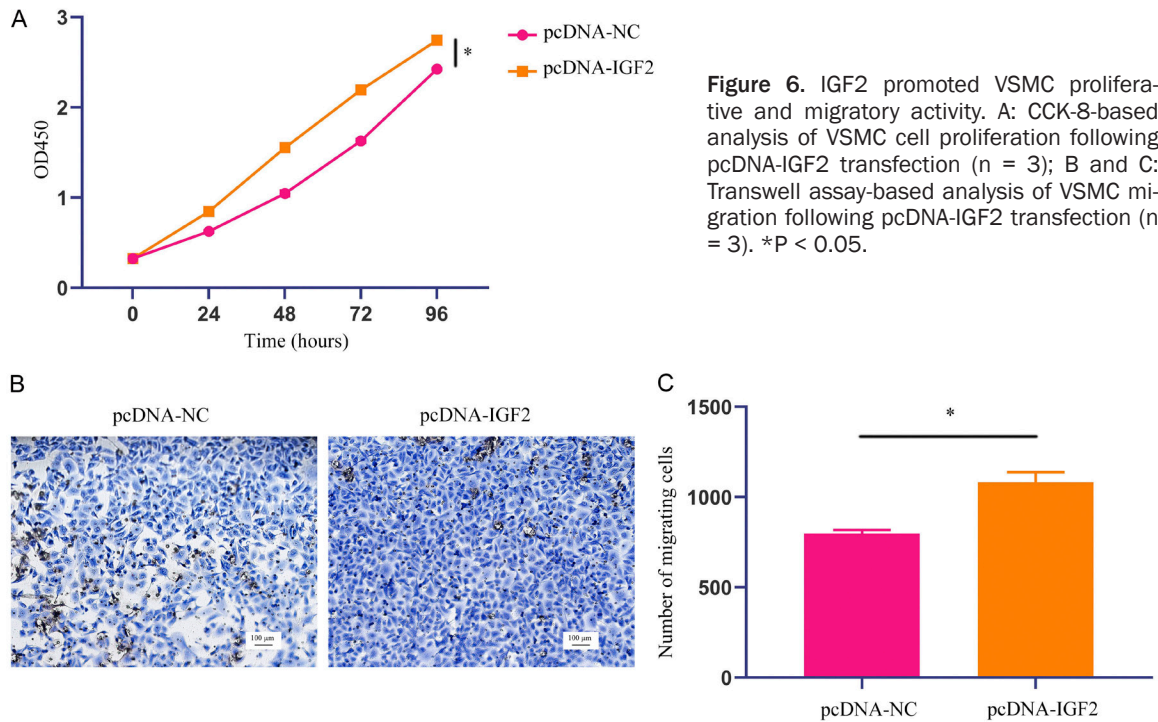 A
3
2
1
0
OD450
0 24 48 72 96
Time (hours)
*
pcDNA-NC
pcDNA-IGF2
Figure 6. IGF2 promoted VSMC prolifera-
tive and migratory activity. A: CCK-8-based
analysis of VSMC cell proliferation following
pcDNA-IGF2 transfection (n = 3); B and C:
Transwell assay-based analysis of VSMC mi-
gration following pcDNA-IGF2 transfection (n
= 3). *P < 0.05.
B
pcDNA-NC
pcDNA-IGF2
100 μm
100 μm
C
1500
1000
500
0
Number of migrating cells
*
pcDNA-NC
pcDNA-IGF2